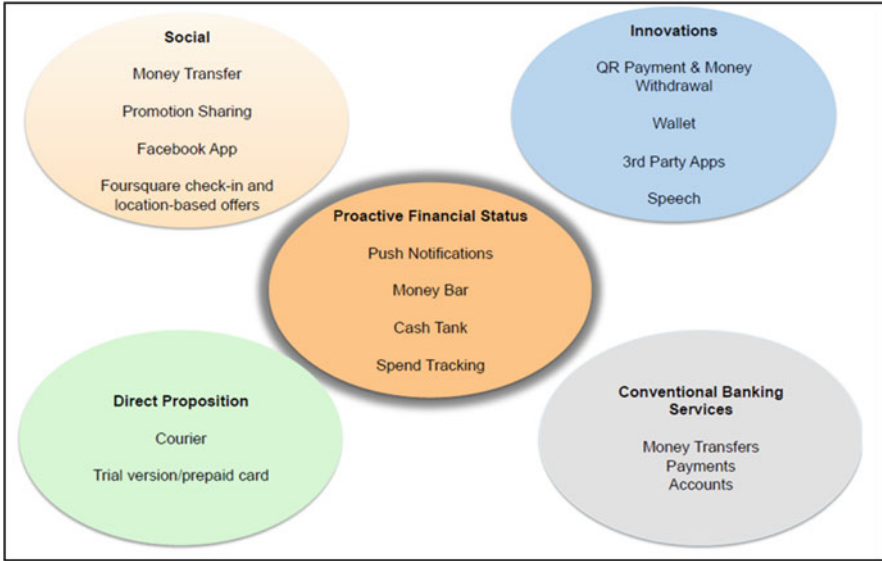 Social
Money Transfer
Promotion Sharing
Facebook App
Foursquare check-in and
location-based offers
Innovations
QR Payment & Money
Withdrawal
Wallet
3rd Party Apps
Speech
Proactive Financial Status
Push Notifications
Money Bar
Cash Tank
Spend Tracking
Direct Proposition
Courier
Trial version/prepaid card
Conventional Banking
Services
Money Transfers
Payments
Accounts